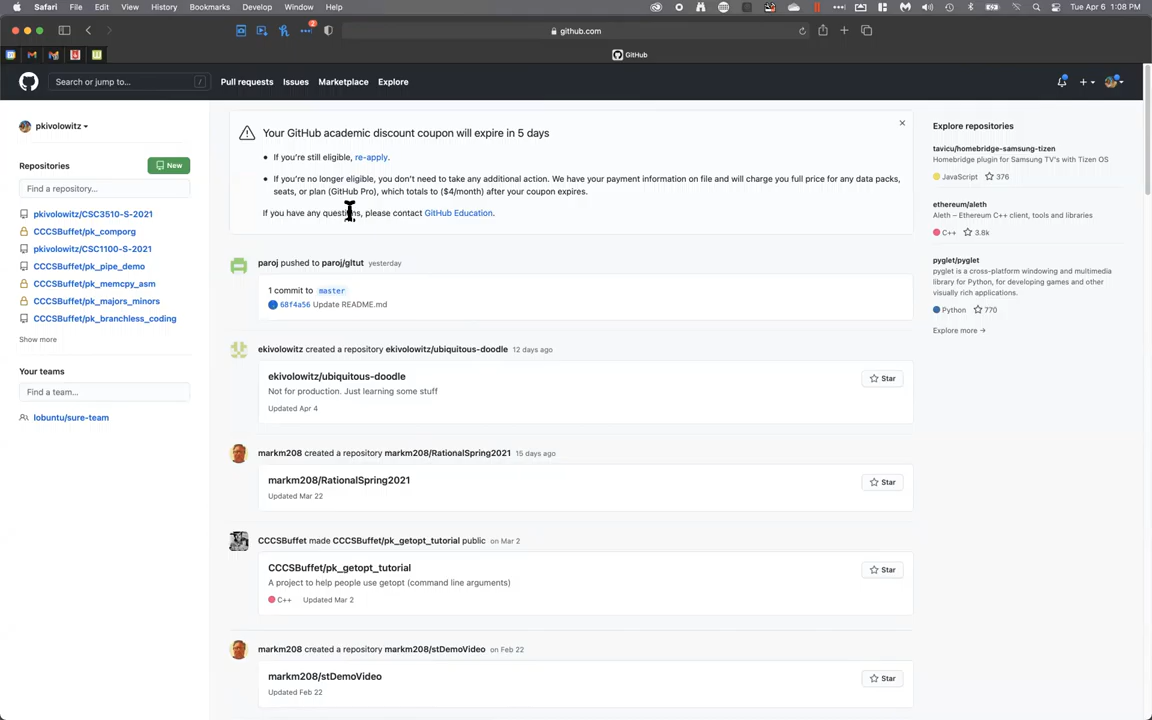 Safari File Edit View History Bookmarks Develop Window Help Tue Apr 6 1:08 PM
2
github.com
GitHub
Search or jump to... / Pull requests Issues Marketplace Explore
pkivolowitz
Repositories New
Find a repository...
pkivolowitz/CSC3510-S-2021
CCCSBuffet/pk_comporg
pkivolowitz/CSC1100-S-2021
CCCSBuffet/pk_pipe_demo
CCCSBuffet/pk_memcpy_asm
CCCSBuffet/pk_majors_minors
CCCSBuffet/pk_branchless_coding
Show more
Your teams
Find a team...
lobuntu/sure-team
Your GitHub academic discount coupon will expire in 5 days
If you're still eligible, re-apply.
If you're no longer eligible, you don't need to take any additional action. We have your payment information on file and will charge you full price for any data packs,
seats, or plan (GitHub Pro), which totals to ($4/month) after your coupon expires.
If you have any questions, please contact GitHub Education.
paroj pushed to paroj/gltut yesterday
1 commit to master
68f4a56 Update README.md
ekivolowitz created a repository ekivolowitz/ubiquitous-doodle 12 days ago
ekivolowitz/ubiquitous-doodle Star
Not for production. Just learning some stuff
Updated Apr 4
markm208 created a repository markm208/RationalSpring2021 15 days ago
markm208/RationalSpring2021 Star
Updated Mar 22
CCCSBuffet made CCCSBuffet/pk_getopt_tutorial public on Mar 2
CCCSBuffet/pk_getopt_tutorial Star
A project to help people use getopt (command line arguments)
C++ Updated Mar 2
markm208 created a repository markm208/stDemoVideo on Feb 22
markm208/stDemoVideo Star
Updated Feb 22
Explore repositories
tavicu/homebridge-samsung-tizen
Homebridge plugin for Samsung TV's with Tizen OS
JavaScript 376
ethereum/aleth
Aleth – Ethereum C++ client, tools and libraries
C++ 3.8k
pyglet/pyglet
pyglet is a cross-platform windowing and multimedia
library for Python, for developing games and other
visually rich applications.
Python 770
Explore more →